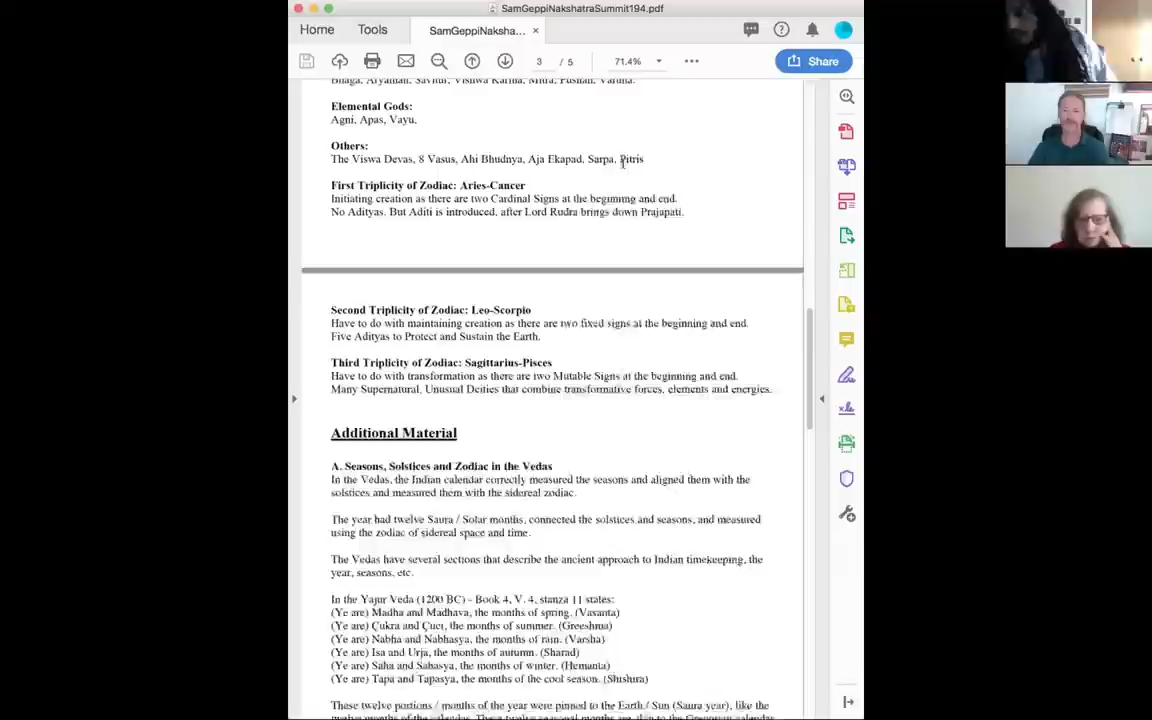 SamGeppiNakshatraSummit194.pdf
Home
Tools
SamGeppiNaksha...
3 / 5
71.4%
Share
Bhaga, Aryaman, Savitur, Vishwa Karma, Mitra, Pushan, Varuna.
Elemental Gods:
Agni, Apas, Vayu,
Others:
The Viswa Devas, 8 Vasus, Ahi Bhudnya, Aja Ekapad, Sarpa, Pitris
First Triplicity of Zodiac: Aries-Cancer
Initiating creation as there are two Cardinal Signs at the beginning and end.
No Adityas. But Aditi is introduced, after Lord Rudra brings down Prajapati.
Second Triplicity of Zodiac: Leo-Scorpio
Have to do with maintaining creation as there are two fixed signs at the beginning and end.
Five Adityas to Protect and Sustain the Earth.
Third Triplicity of Zodiac: Sagittarius-Pisces
Have to do with transformation as there are two Mutable Signs at the beginning and end.
Many Supernatural, Unusual Deities that combine transformative forces, elements and energies.
Additional Material
A. Seasons, Solstices and Zodiac in the Vedas
In the Vedas, the Indian calendar correctly measured the seasons and aligned them with the
solstices and measured them with the sidereal zodiac.
The year had twelve Saura / Solar months, connected the solstices and seasons, and measured
using the zodiac of sidereal space and time.
The Vedas have several sections that describe the ancient approach to Indian timekeeping, the
year, seasons, etc.
In the Yajur Veda (1200 BC) - Book 4, V. 4, stanza 11 states:
(Ye are) Madha and Madhava, the months of spring. (Vasanta)
(Ye are) Çukra and Çuci, the months of summer. (Greeshma)
(Ye are) Nabha and Nabhasya, the months of rain. (Varsha)
(Ye are) Isa and Urja, the months of autumn. (Sharad)
(Ye are) Saha and Sahasya, the months of winter. (Hemanta)
(Ye are) Tapa and Tapasya, the months of the cool season. (Shishira)
These twelve portions / months of the year were pinned to the Earth / Sun (Saura year), like the